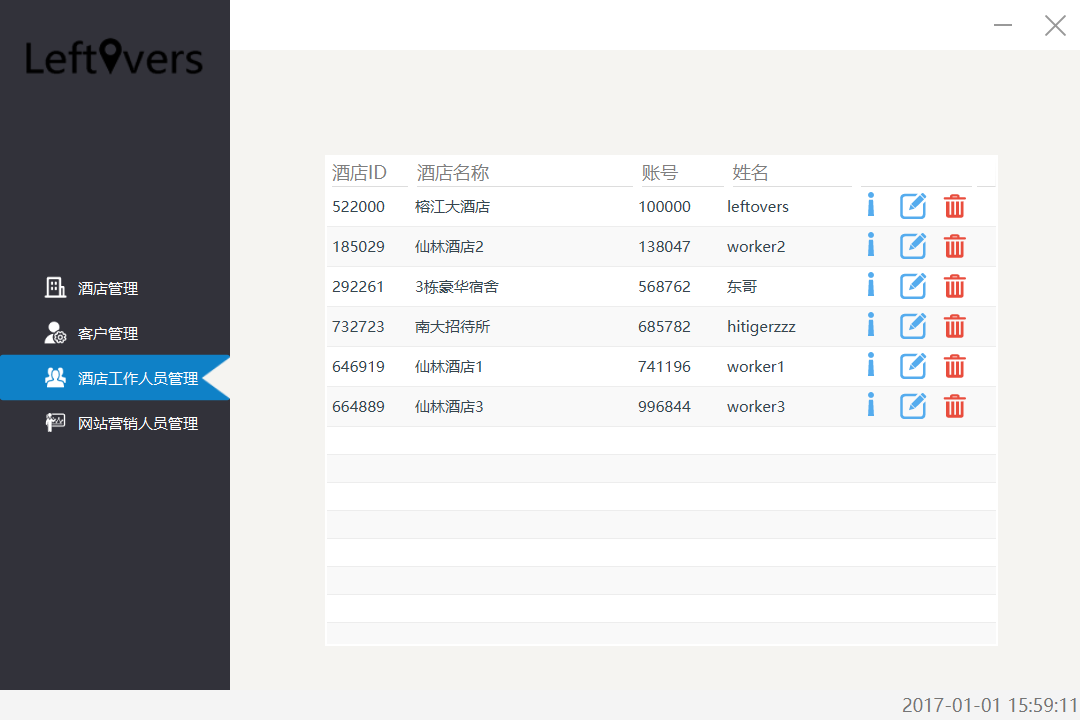 Leftovers
酒店管理
客户管理
酒店工作人员管理
网站营销人员管理
酒店ID 酒店名称 账号 姓名
522000 榕江大酒店 100000 leftovers
185029 仙林酒店2 138047 worker2
292261 3栋豪华宿舍 568762 东哥
732723 南大招待所 685782 hitigerzzz
646919 仙林酒店1 741196 worker1
664889 仙林酒店3 996844 worker3
2017-01-01 15:59:11